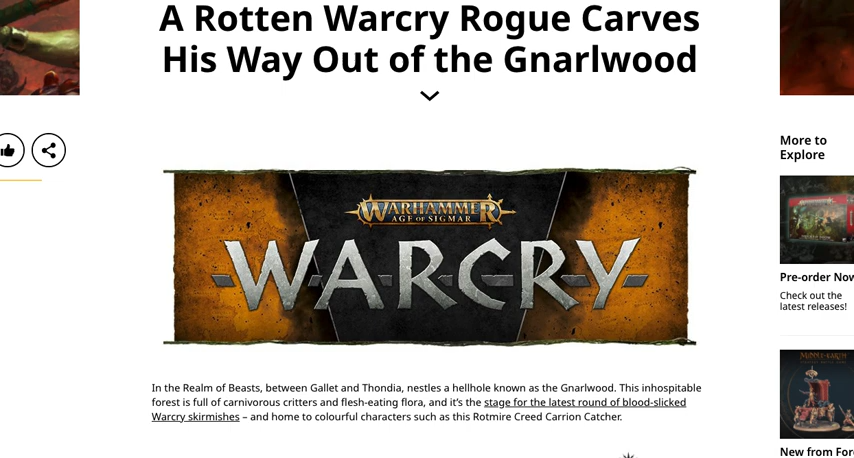 A Rotten Warcry Rogue Carves
His Way Out of the Gnarlwood
WARHAMMER
AGE OF SIGMAR
WARCRY
In the Realm of Beasts, between Gallet and Thondia, nestles a hellhole known as the Gnarlwood. This inhospitable
forest is full of carnivorous critters and flesh-eating flora, and it’s the stage for the latest round of blood-slicked
Warcry skirmishes – and home to colourful characters such as this Rotmire Creed Carrion Catcher.
More to
Explore
Pre-order Now
Check out the
latest releases!
MIDDLE-EARTH
New from For